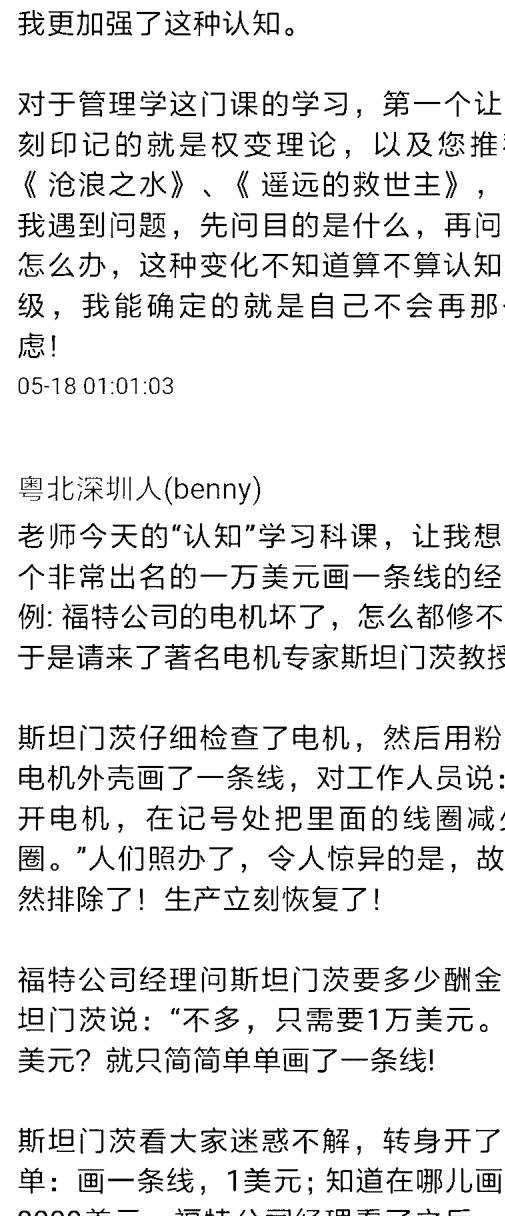 我更加强了这种认知。
对于管理学这门课的学习，第一个让
刻印记的就是权变理论，以及您推
《沧浪之水》、《遥远的救世主》，
我遇到问题，先问目的是什么，再问
怎么办，这种变化不知道算不算认知
级，我能确定的就是自己不会再那
虑！
05-18 01:01:03
粤北深圳人(benny)
老师今天的“认知”学习科课，让我想
个非常出名的一万美元画一条线的经
例: 福特公司的电机坏了，怎么都修不
于是请来了著名电机专家斯坦门茨教授
斯坦门茨仔细检查了电机，然后用粉
电机外壳画了一条线，对工作人员说：
开电机，在记号处把里面的线圈减少
圈。”人们照办了，令人惊异的是，故
然排除了！生产立刻恢复了！
福特公司经理问斯坦门茨要多少酬金
坦门茨说：“不多，只需要1万美元。
美元？就只简简单单画了一条线!
斯坦门茨看大家迷惑不解，转身开了
单：画一条线，1美元；知道在哪儿画